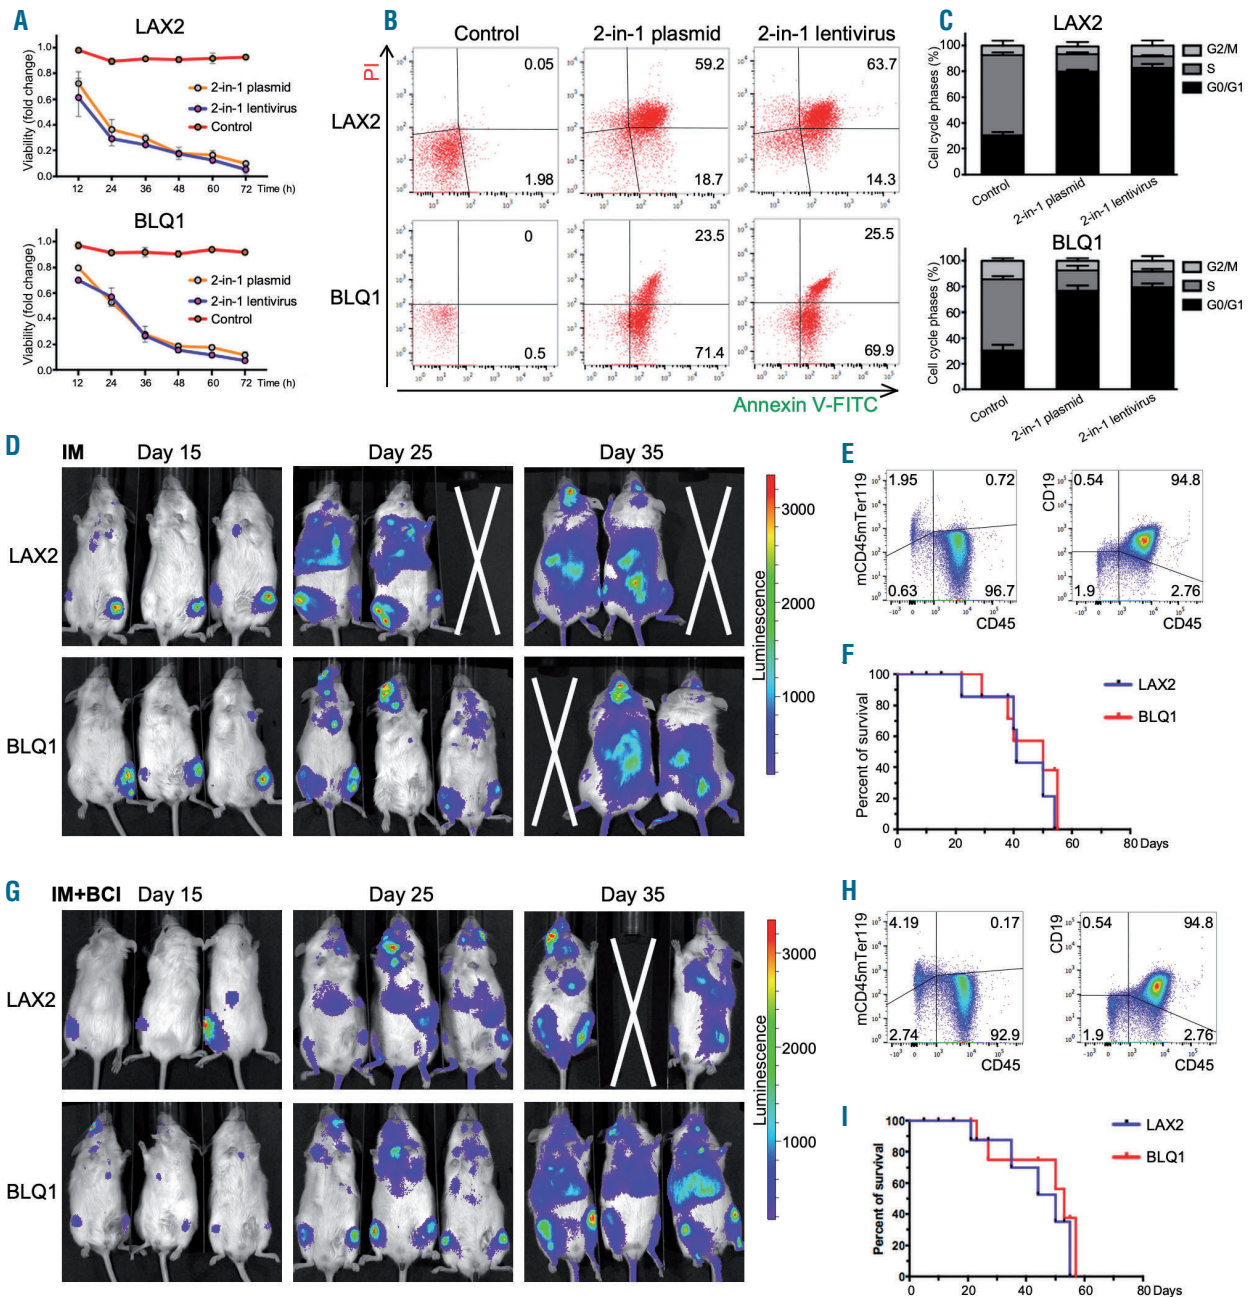 A
LAX2
Viability (fold change)
1.0
0.8
0.6
0.4
0.2
0.0
2-in-1 plasmid
2-in-1 lentivirus
Control
12 24 36 48 60 72 Time (h)
BLQ1
Viability (fold change)
1.0
0.8
0.6
0.4
0.2
0.0
2-in-1 plasmid
2-in-1 lentivirus
Control
12 24 36 48 60 72 Time (h)
B
Control 2-in-1 plasmid 2-in-1 lentivirus
PI
LAX2
0.05 59.2 63.7
1.98 18.7 14.3
BLQ1
0 23.5 25.5
0.5 71.4 69.9
Annexin V-FITC
C
LAX2
Cell cycle phases (%)
100
80
60
40
20
0
G2/M
S
G0/G1
Control 2-in-1 plasmid 2-in-1 lentivirus
BLQ1
Cell cycle phases (%)
100
80
60
40
20
0
G2/M
S
G0/G1
Control 2-in-1 plasmid 2-in-1 lentivirus
D
IM Day 15 Day 25 Day 35
LAX2
BLQ1
Luminescence
3000
2000
1000
E
mCD45mTer119
1.95 0.72
0.63 96.7
CD45
CD19
0.54 94.8
1.9 2.76
CD45
F
Percent of survival
100
80
60
40
20
0
LAX2
BLQ1
0 20 40 60 80 Days
G
IM+BCI Day 15 Day 25 Day 35
LAX2
BLQ1
Luminescence
3000
2000
1000
H
mCD45mTer119
4.19 0.17
2.74 92.9
CD45
CD19
0.54 94.8
1.9 2.76
CD45
I
Percent of survival
100
80
60
40
20
0
LAX2
BLQ1
0 20 40 60 80 Days